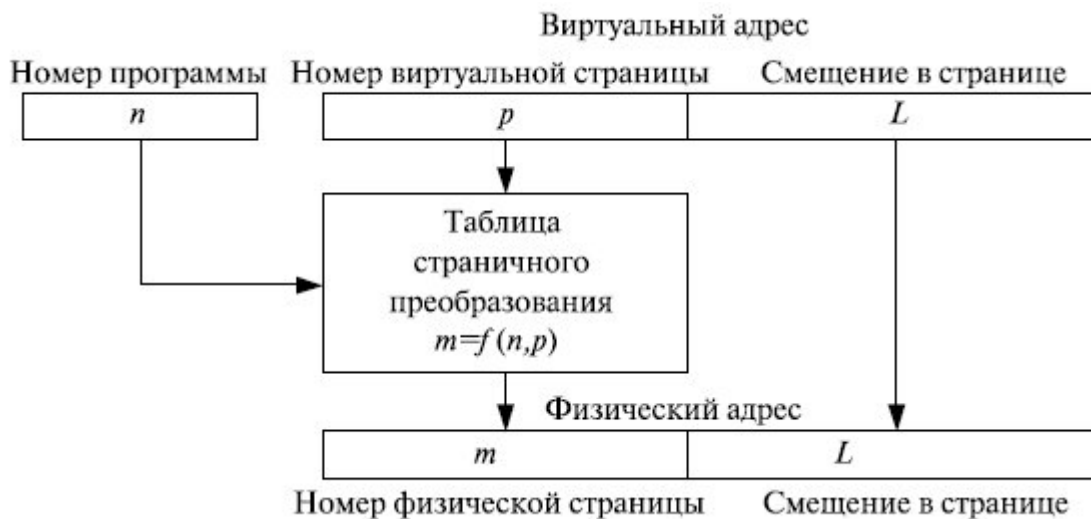 Виртуальный адрес
Номер программы
Номер виртуальной страницы
Смещение в странице
n
p
L
Таблица
страничного
преобразования
m=f (n,p)
Физический адрес
m
L
Номер физической страницы
Смещение в странице